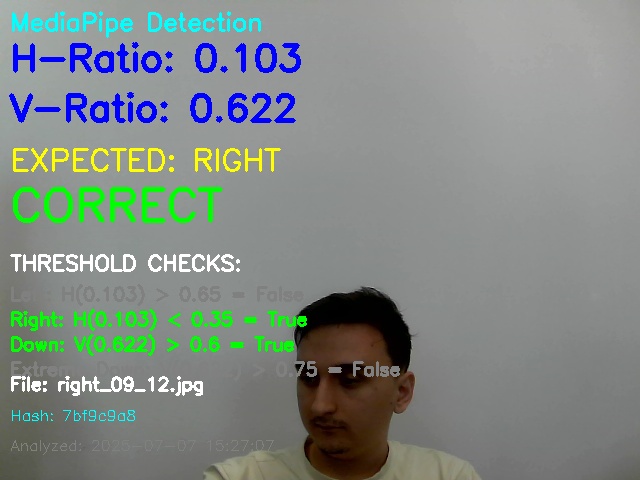 MediaPipe Detection
H-Ratio: 0.103
V-Ratio: 0.622
EXPECTED: RIGHT
CORRECT
THRESHOLD CHECKS:
Left: H(0.103) > 0.65 = False
Right: H(0.103) < 0.35 = True
Down: V(0.622) > 0.6 = True
Extreme > 0.75 = False
File: right_09_12.jpg
Hash: 7bf9c9a8
Analyzed: 2025-07-07 15:27:07